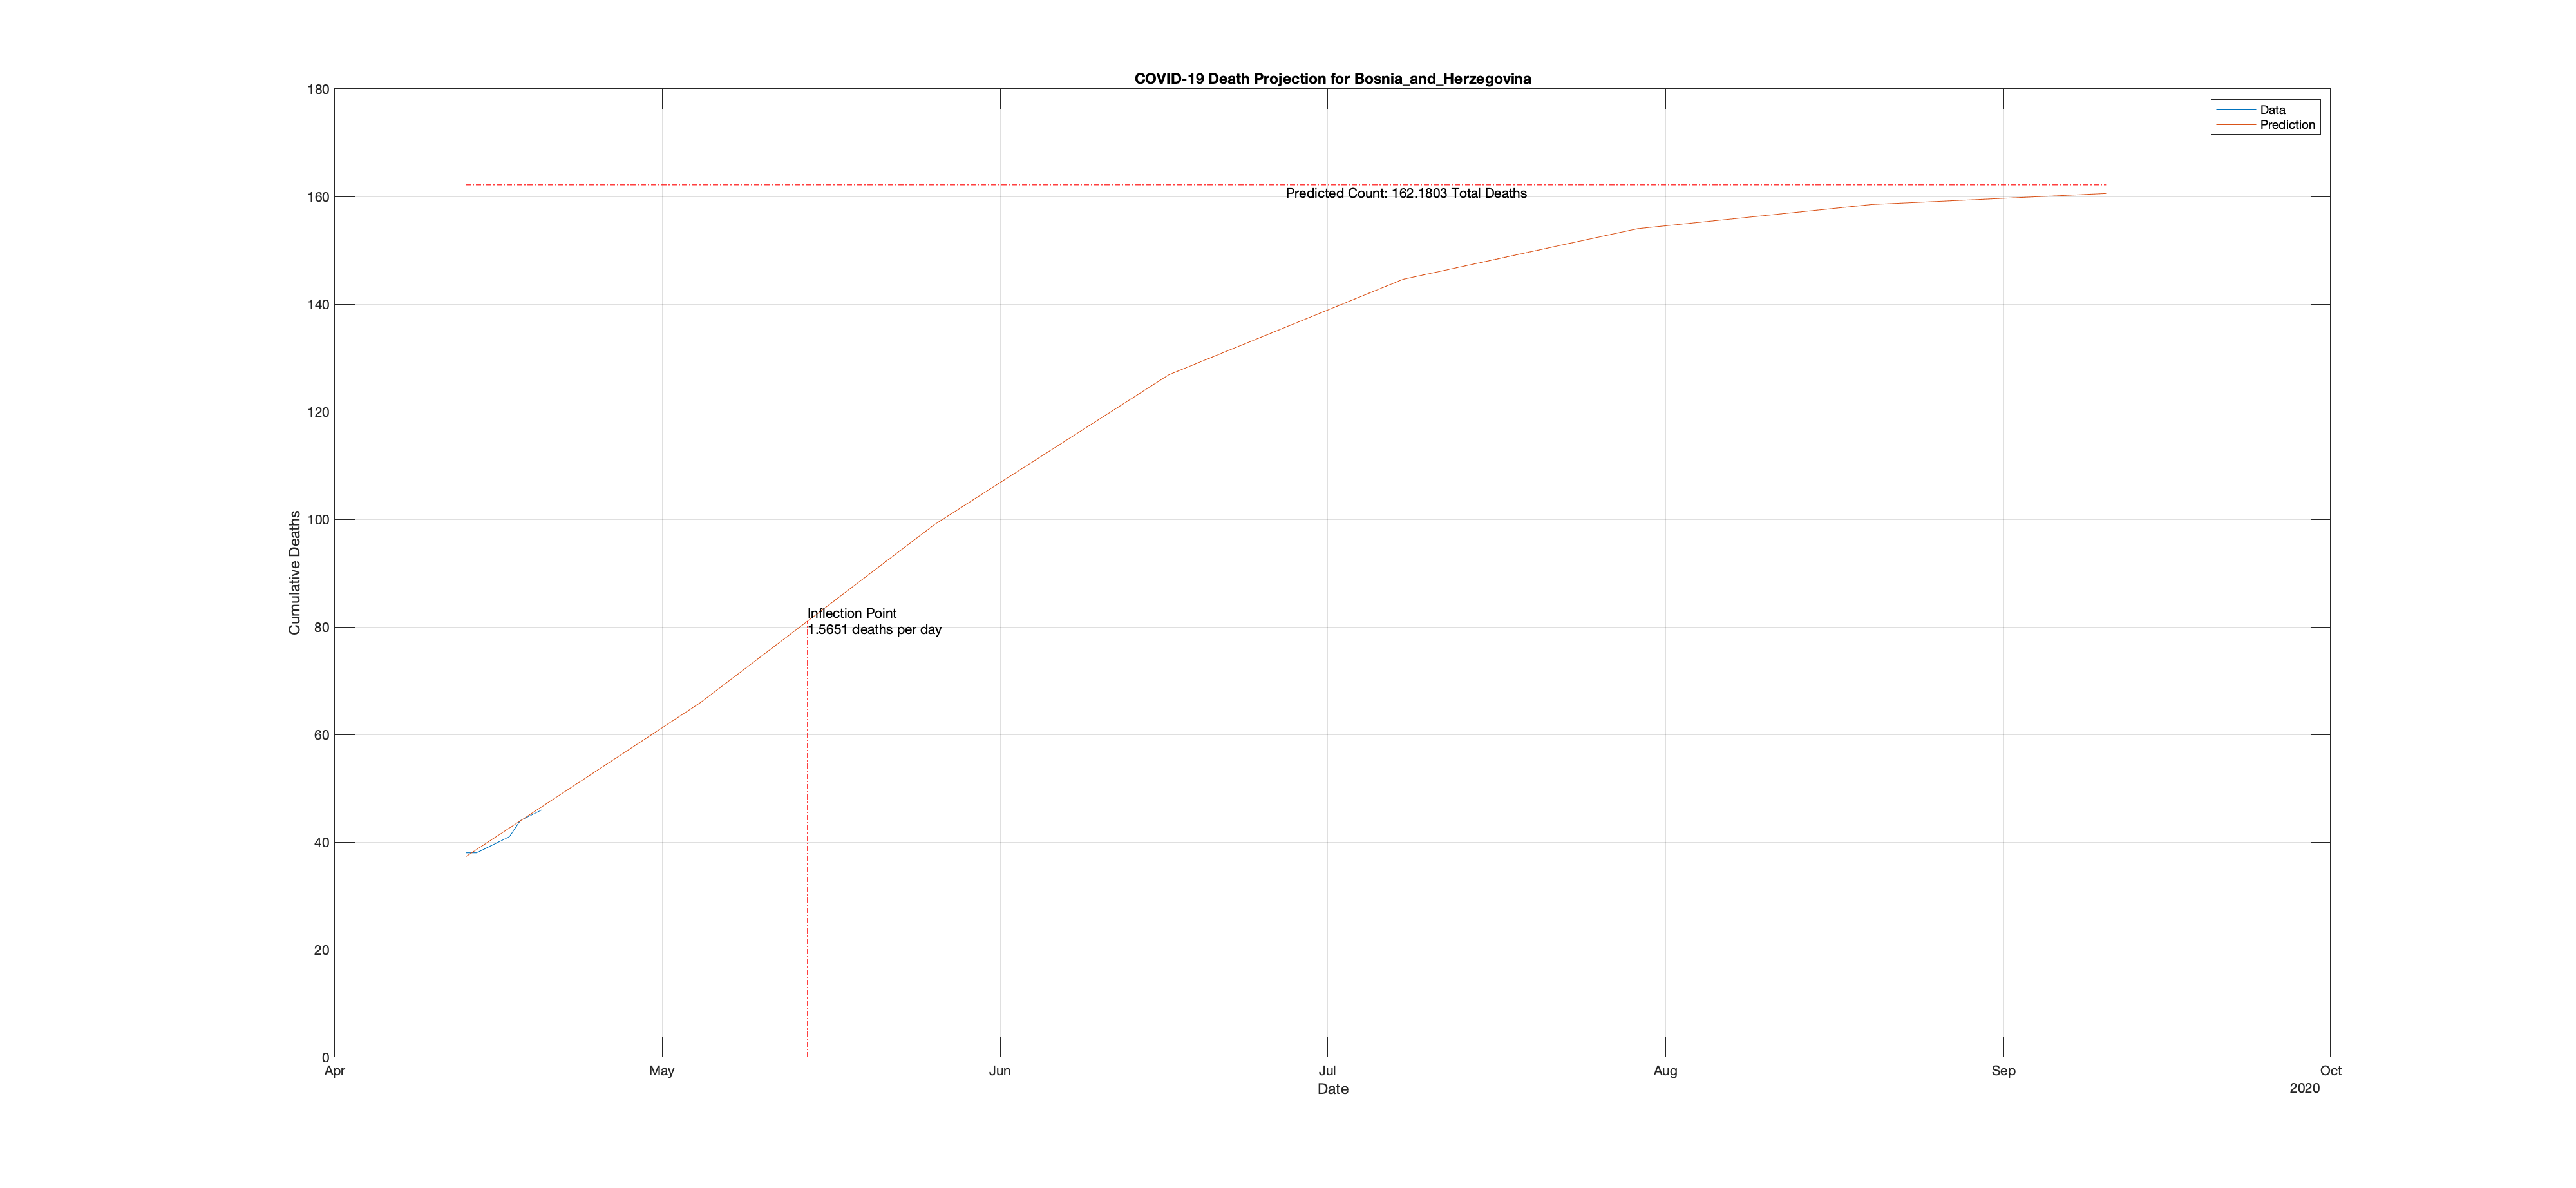 COVID-19 Death Projection for Bosnia_and_Herzegovina
Data
Prediction
180
160
140
120
100
80
60
40
20
0
Cumulative Deaths
Predicted Count: 162.1803 Total Deaths
Inflection Point
1.5651 deaths per day
Apr May Jun Jul Aug Sep Oct
Date
2020